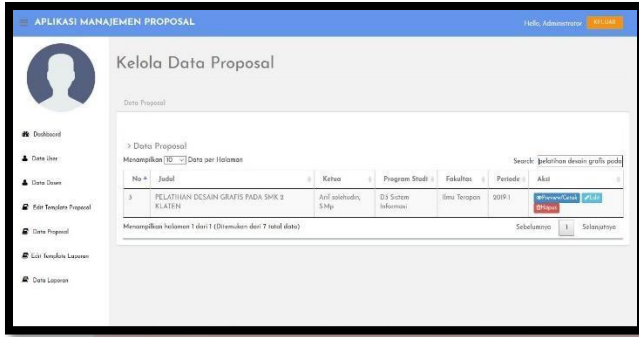 APLIKASI MANAJEMEN PROPOSAL
Hello, Administrator KELUAR
Kelola Data Proposal
Data Proposal
Dashboard
Data User
Data Dosen
Edit Template Proposal
Data Proposal
Edit Template Laporan
Data Laporan
> Data Proposal
Menampilkan 10 Data per Halaman
Search: pelatihan desain grafis pada
No Judul Ketua Program Studi Fakultas Periode Aksi
3 PELATIHAN DESAIN GRAFIS PADA SMK 2 Arif solehudin, D3 Sistem Ilmu Terapan 2019.1 Preview/Cetak Edit
KLATEN S.Mp Informasi Hapus
Menampilkan halaman 1 dari 1 (Ditemukan dari 7 total data)
Sebelumnya 1 Selanjutnya